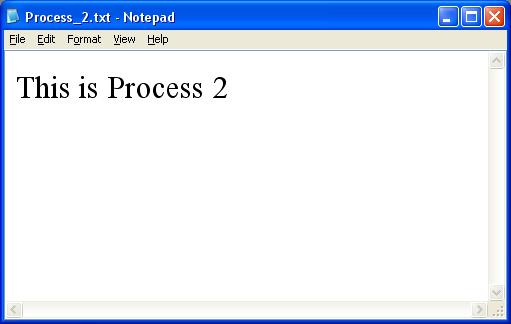 Process_2.txt - Notepad
File Edit Format View Help
This is Process 2